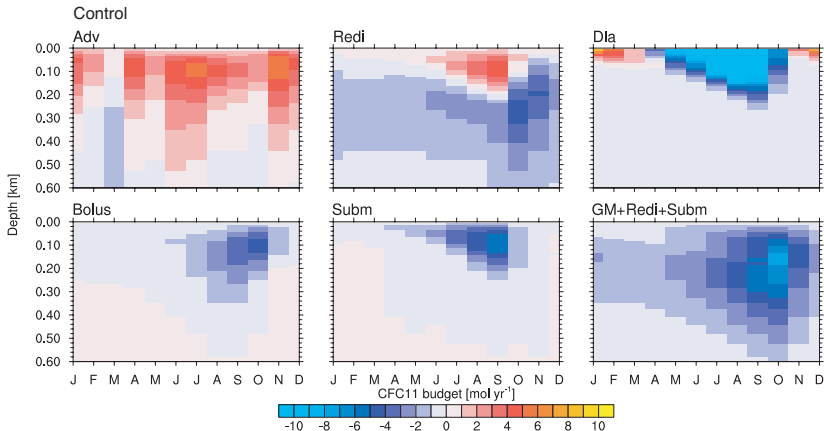 Control
Adv Redi Dia
0.00
0.10
0.20
0.30
0.40
0.50
0.60
Depth [km]
Bolus Subm GM+Redi+Subm
0.00
0.10
0.20
0.30
0.40
0.50
0.60
J F M A M J J A S O N D J F M A M J J A S O N D J F M A M J J A S O N D
CFC11 budget [mol yr⁻¹]
-10 -8 -6 -4 -2 0 2 4 6 8 10